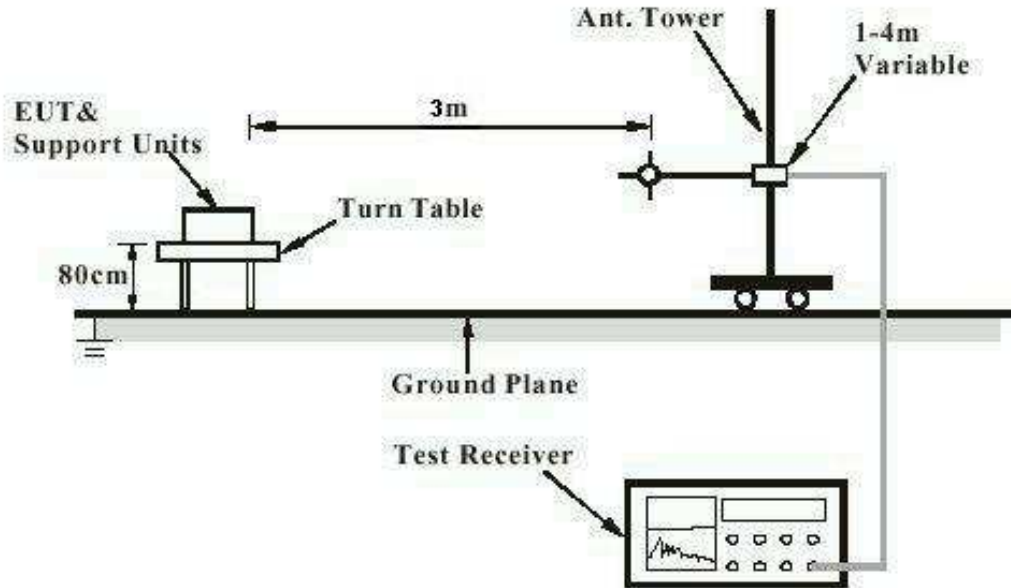 Ant. Tower
1-4m
Variable
3m
EUT&
Support Units
Turn Table
80cm
Ground Plane
Test Receiver